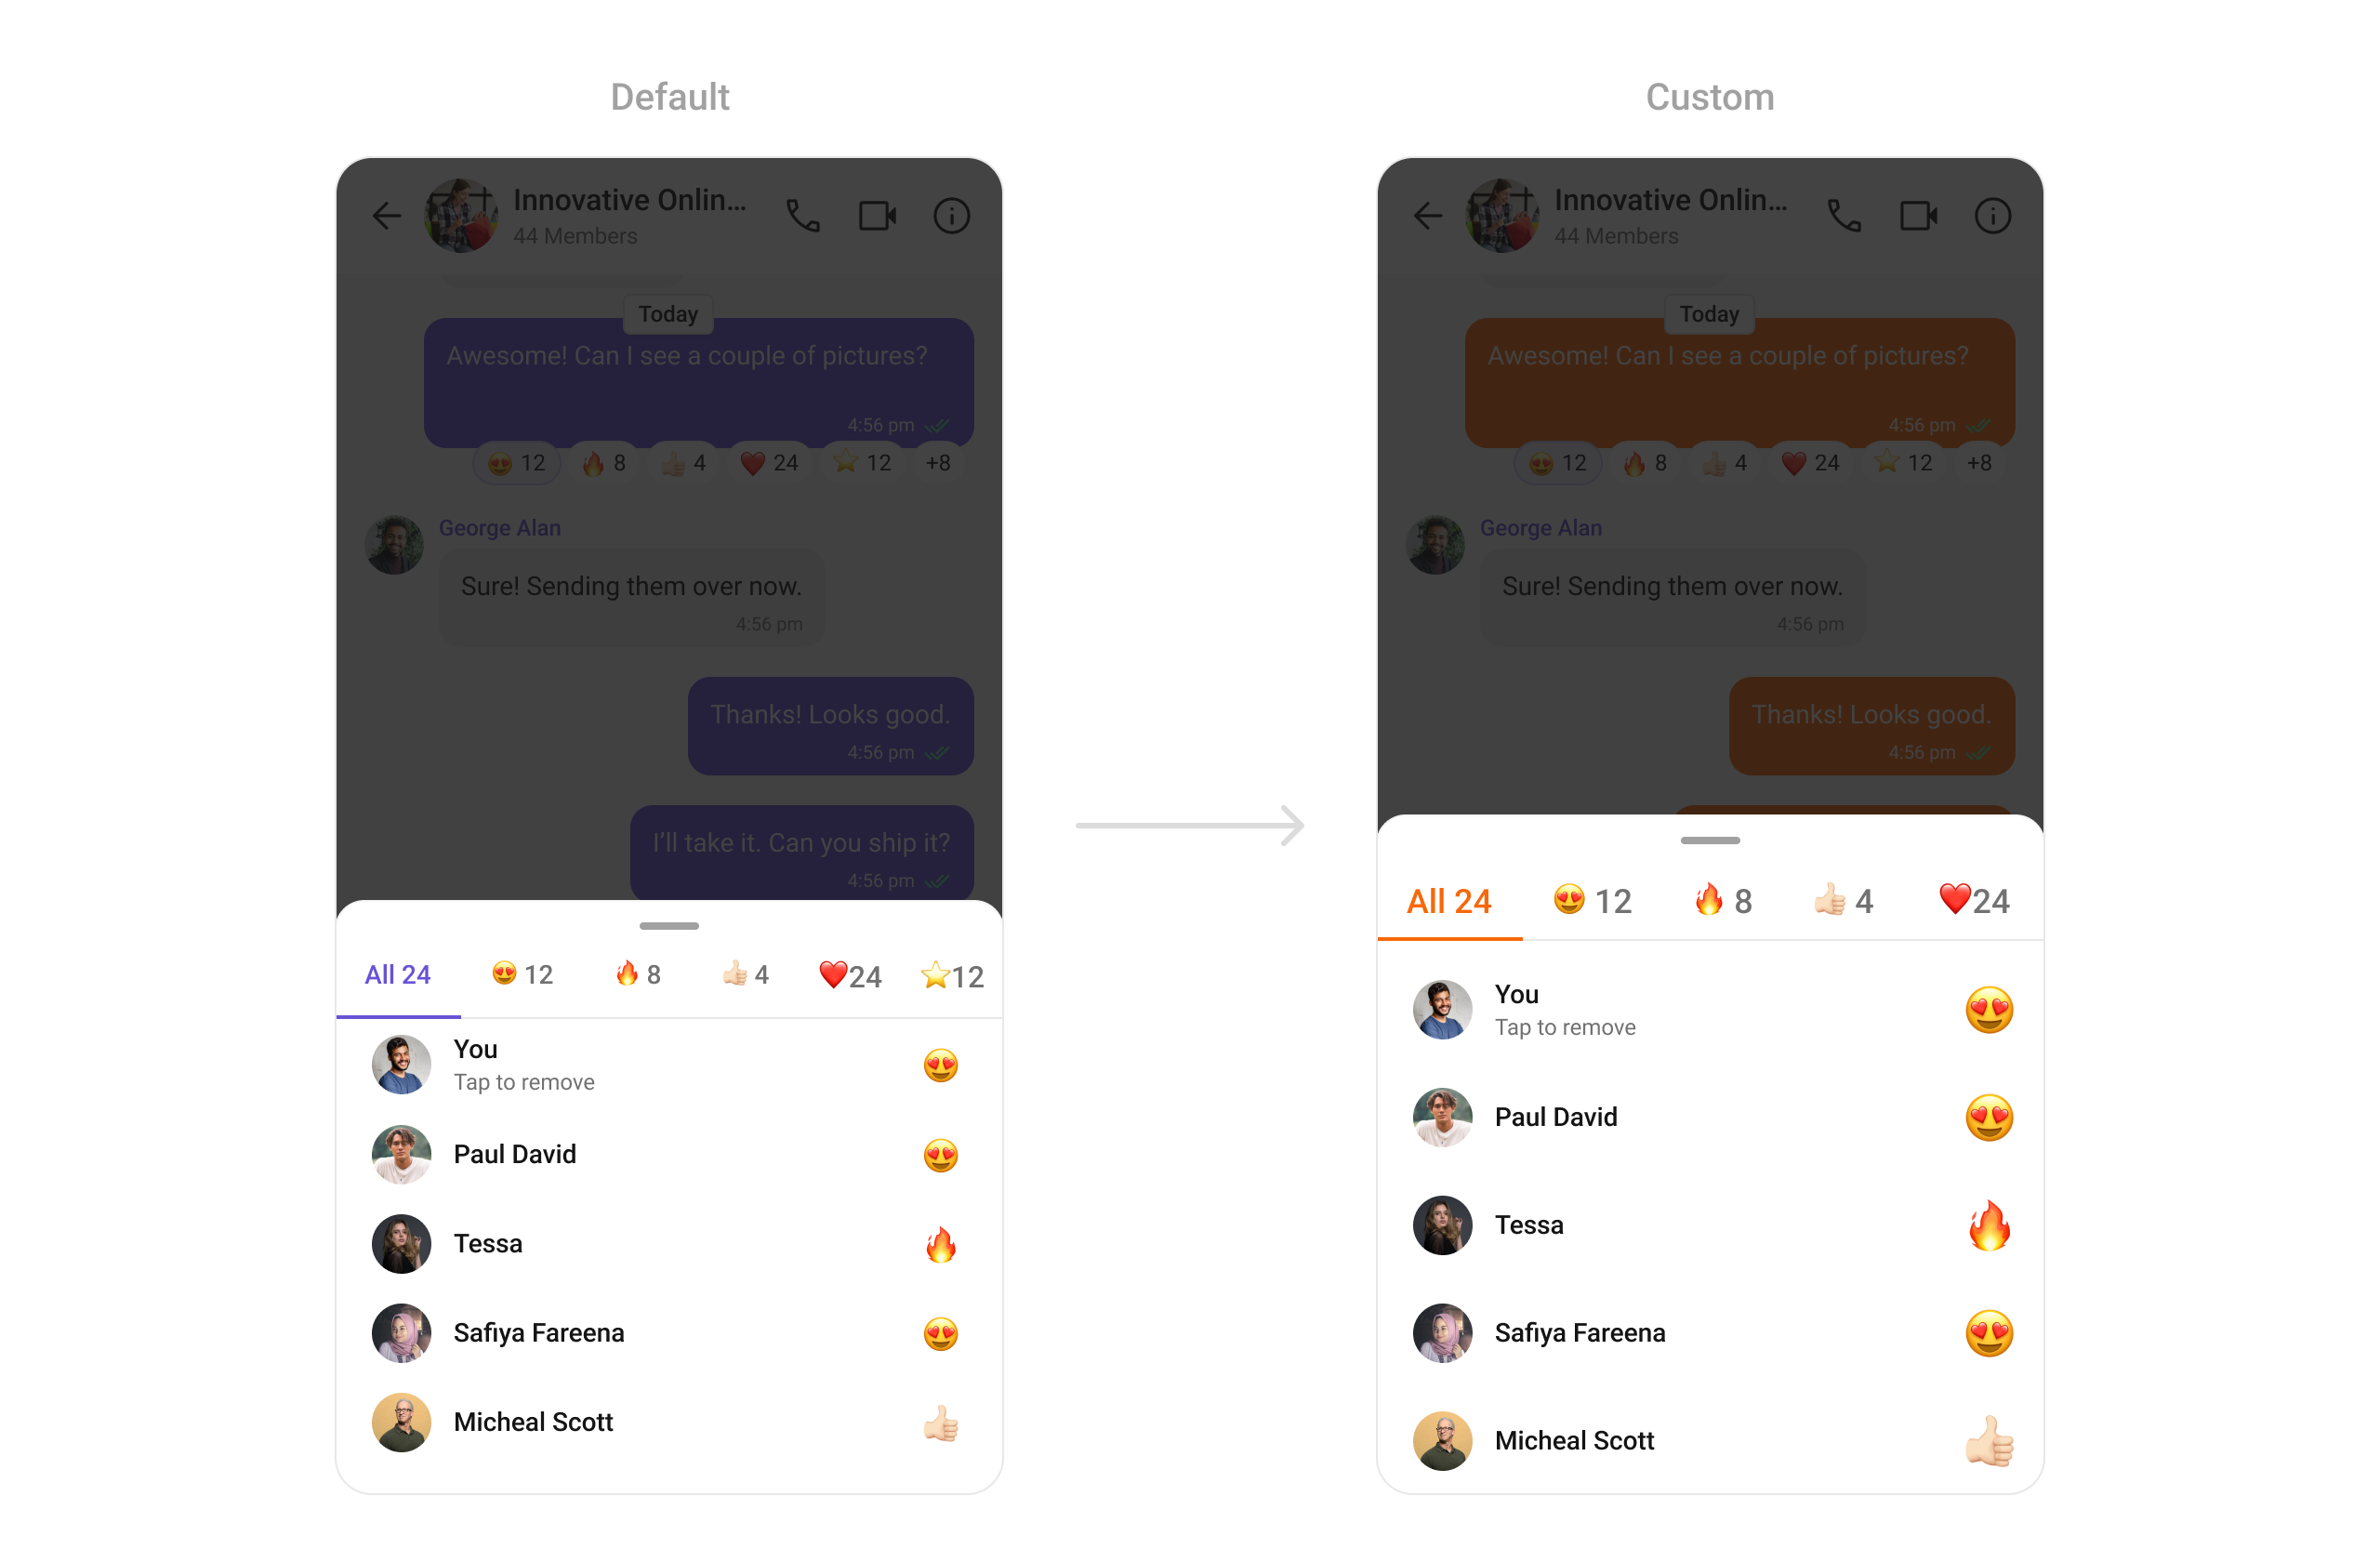 Default
Innovative Onlin...
44 Members
Today
Awesome! Can I see a couple of pictures?
4:56 pm
😍 12 🔥 8 👍🏻 4 ❤️ 24 ⭐ 12 +8
George Alan
Sure! Sending them over now.
4:56 pm
Thanks! Looks good.
4:56 pm
I'll take it. Can you ship it?
4:56 pm
All 24 😍 12 🔥 8 👍🏻 4 ❤️24 ⭐12
You
Tap to remove
Paul David
Tessa
Safiya Fareena
Micheal Scott
Custom
Innovative Onlin...
44 Members
Today
Awesome! Can I see a couple of pictures?
4:56 pm
😍 12 🔥 8 👍🏻 4 ❤️ 24 ⭐ 12 +8
George Alan
Sure! Sending them over now.
4:56 pm
Thanks! Looks good.
4:56 pm
All 24 😍 12 🔥 8 👍🏻 4 ❤️24
You
Tap to remove
Paul David
Tessa
Safiya Fareena
Micheal Scott